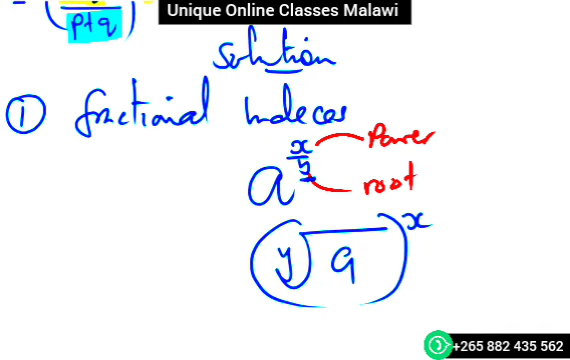 Unique Online Classes Malawi
= ( / p+q )
Solution
① fractional indeces
a^(x/y) Power
root
(y√a)^x
+265 882 435 562